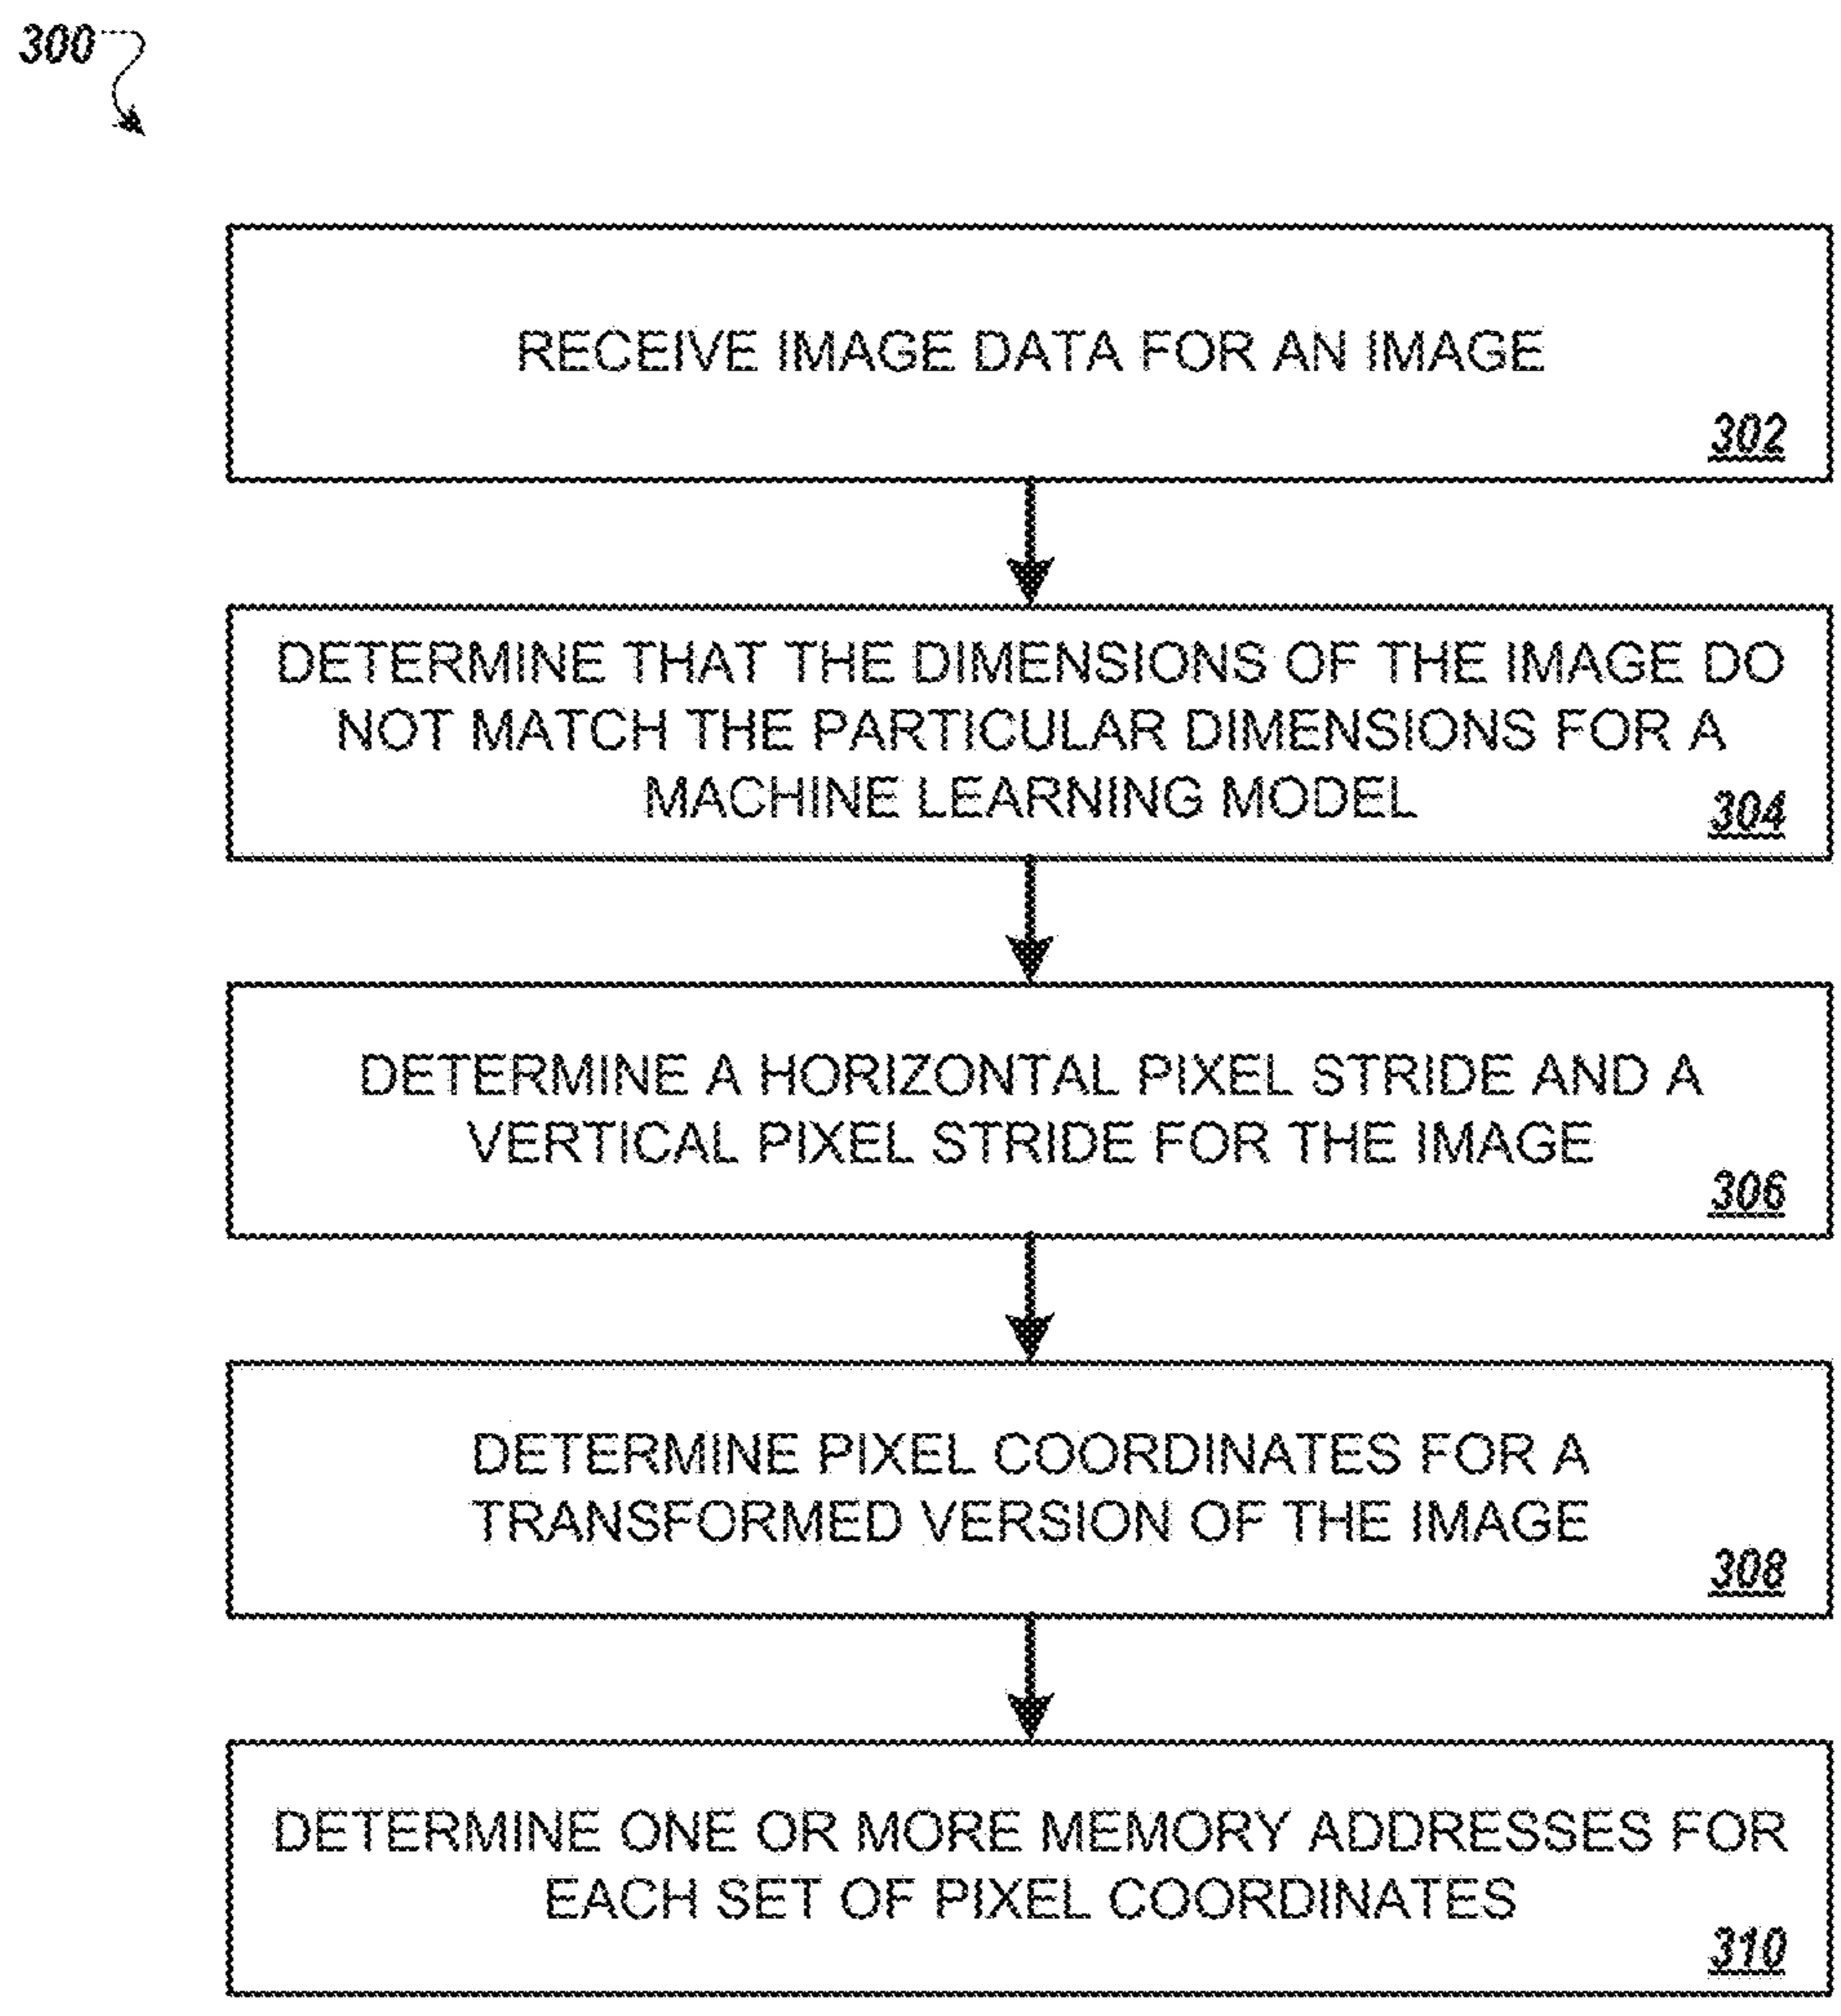 300
RECEIVE IMAGE DATA FOR AN IMAGE
302
DETERMINE THAT THE DIMENSIONS OF THE IMAGE DO
NOT MATCH THE PARTICULAR DIMENSIONS FOR A
MACHINE LEARNING MODEL
304
DETERMINE A HORIZONTAL PIXEL STRIDE AND A
VERTICAL PIXEL STRIDE FOR THE IMAGE
306
DETERMINE PIXEL COORDINATES FOR A
TRANSFORMED VERSION OF THE IMAGE
308
DETERMINE ONE OR MORE MEMORY ADDRESSES FOR
EACH SET OF PIXEL COORDINATES
310